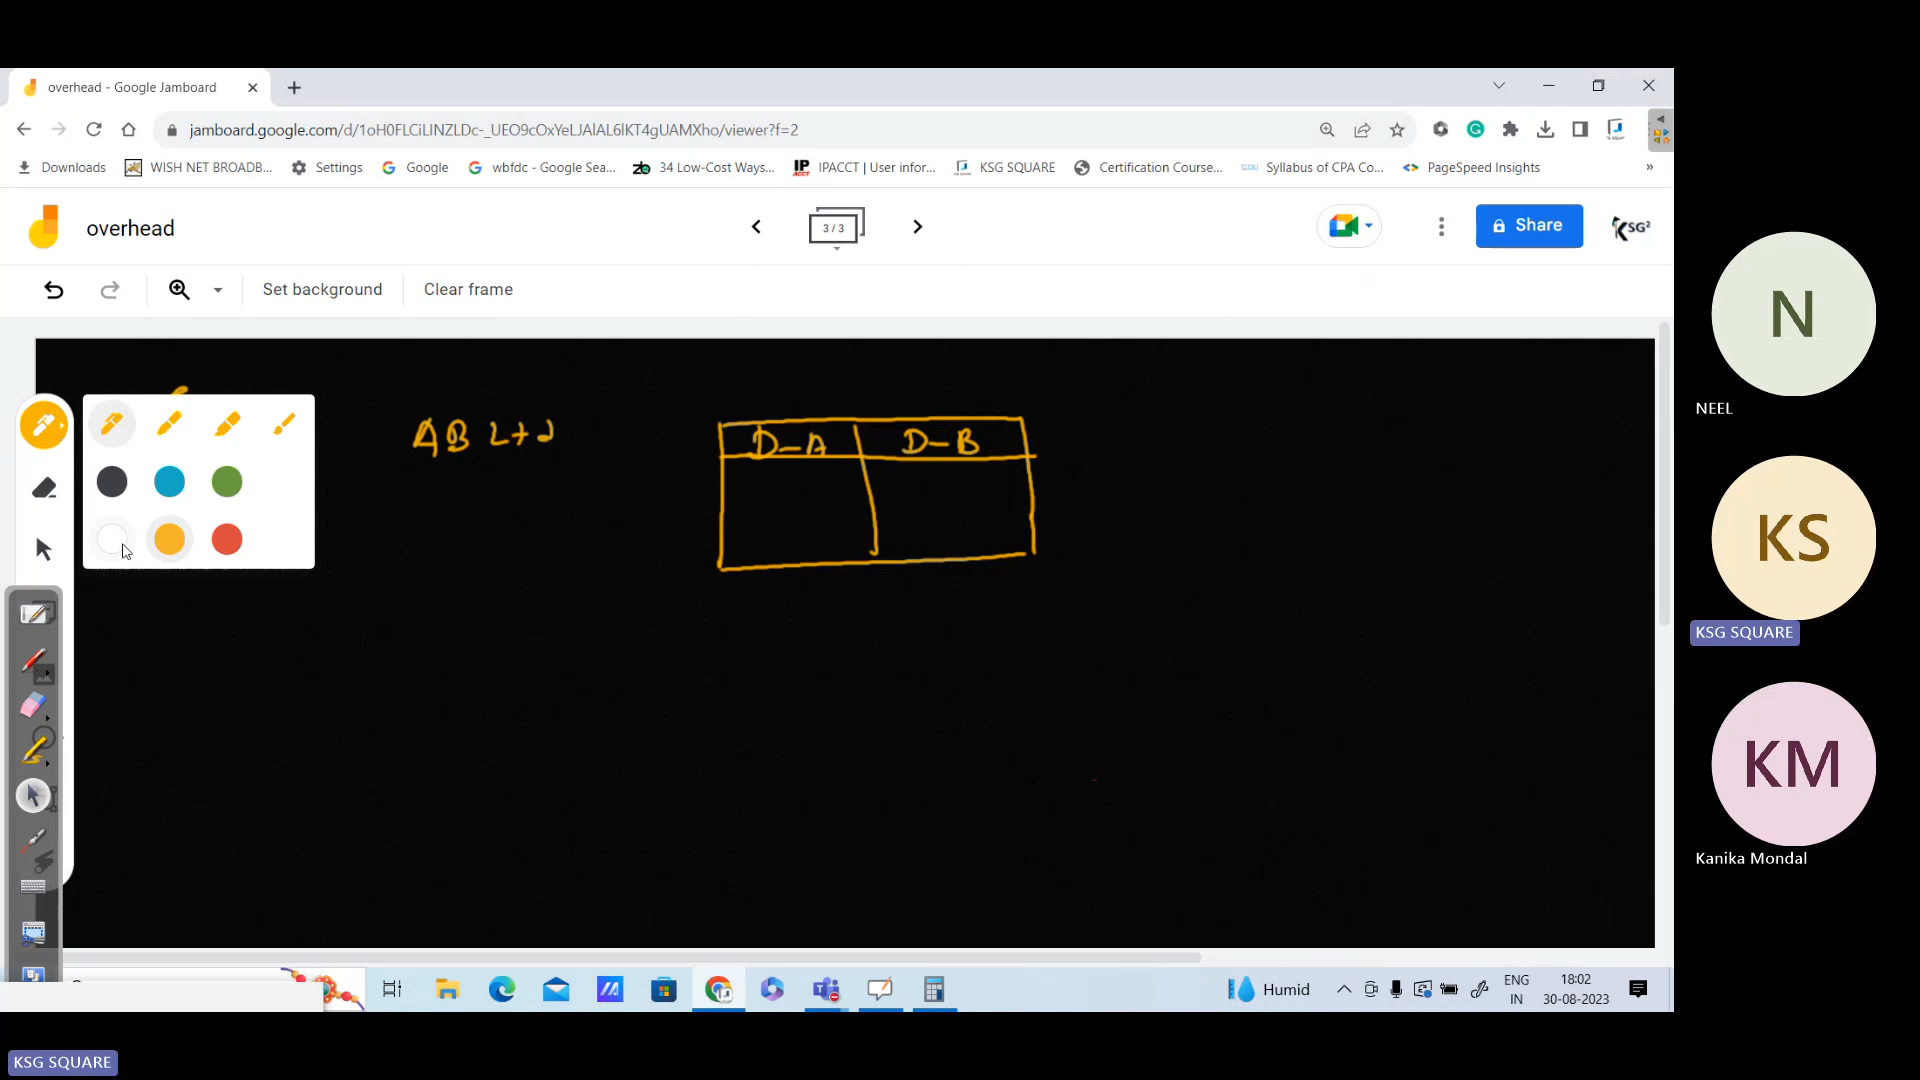 overhead - Google Jamboard
jamboard.google.com/d/1oH0FLCiLINZLDc-_UEO9cOxYeLJAlAL6lKT4gUAMXho/viewer?f=2
Downloads WISH NET BROADB... Settings Google wbfdc - Google Sea... 34 Low-Cost Ways... IPACCT | User infor... KSG SQUARE Certification Course... Syllabus of CPA Co... PageSpeed Insights »
overhead
3 / 3
Share
KSG²
Set background Clear frame
AB Ltd
D-A D-B
N
NEEL
KS
KSG SQUARE
KM
Kanika Mondal
Humid
ENG
IN
18:02
30-08-2023
KSG SQUARE